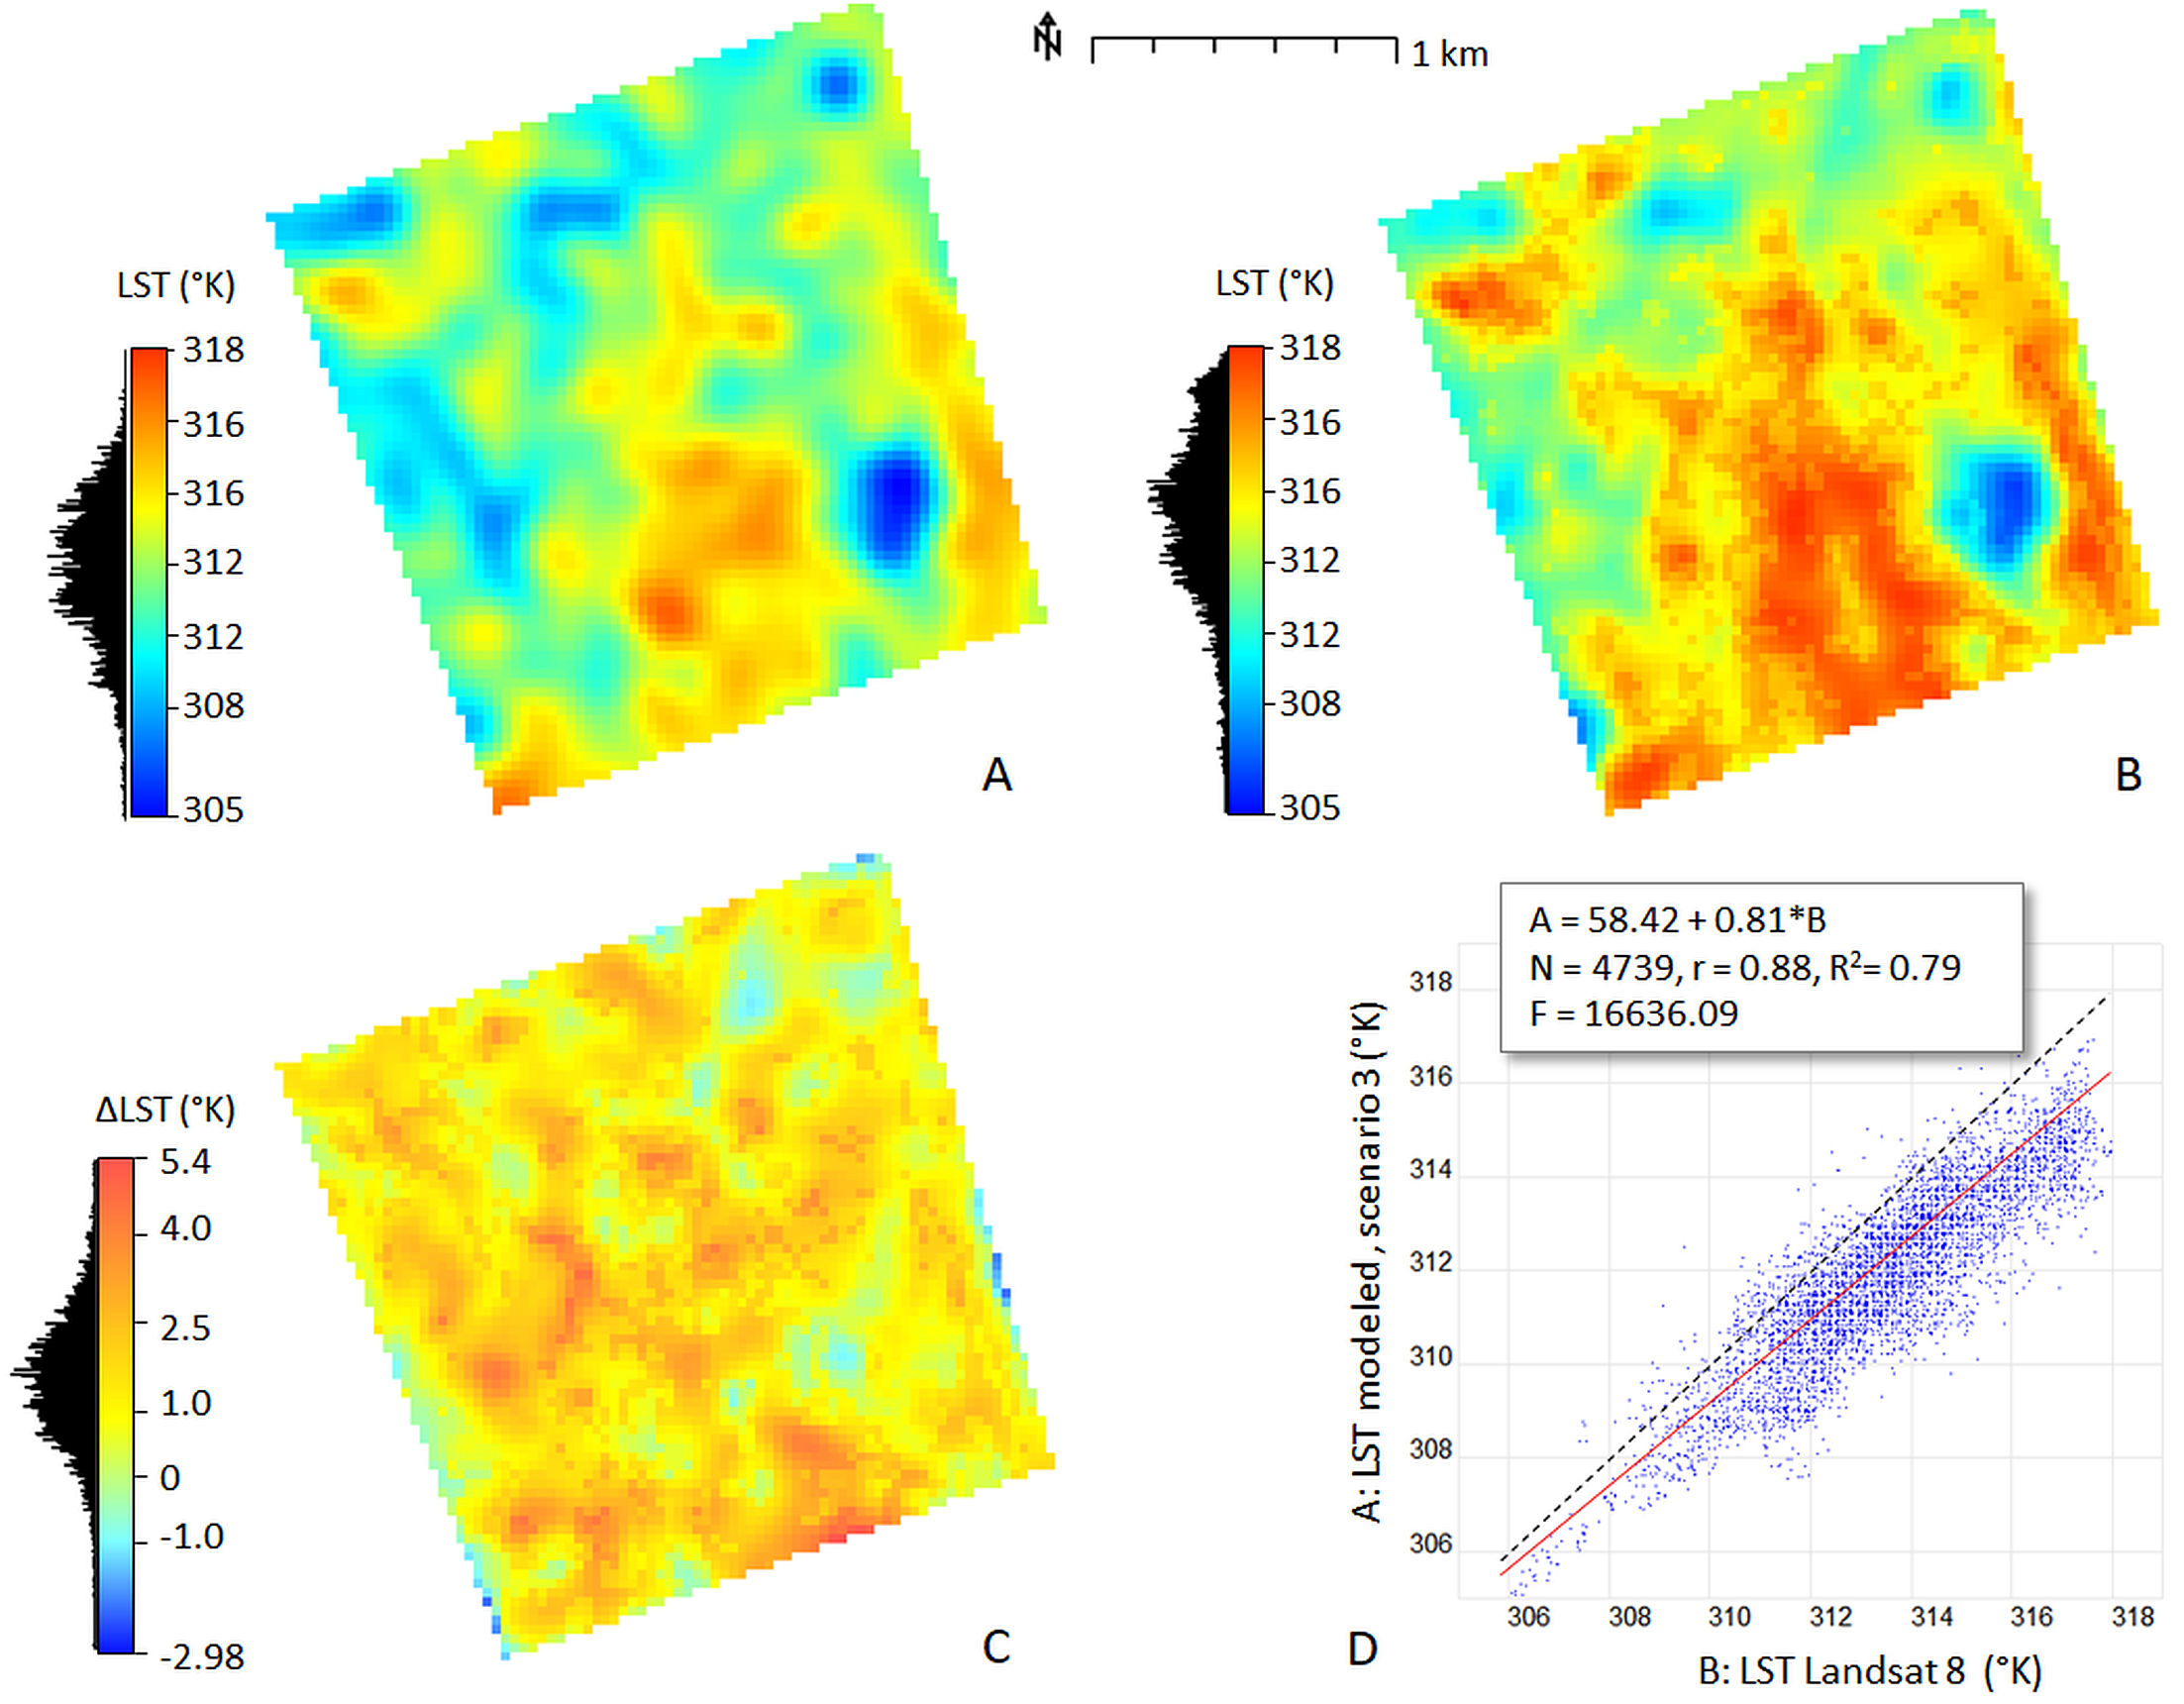 N
1 km
LST (°K)
318
316
316
312
312
308
305
A
LST (°K)
318
316
316
312
312
308
305
B
ΔLST (°K)
5.4
4.0
2.5
1.0
0
-1.0
-2.98
C
A = 58.42 + 0.81*B
N = 4739, r = 0.88, R²= 0.79
F = 16636.09
A: LST modeled, scenario 3 (°K)
318
316
314
312
310
308
306
306 308 310 312 314 316 318
D
B: LST Landsat 8 (°K)